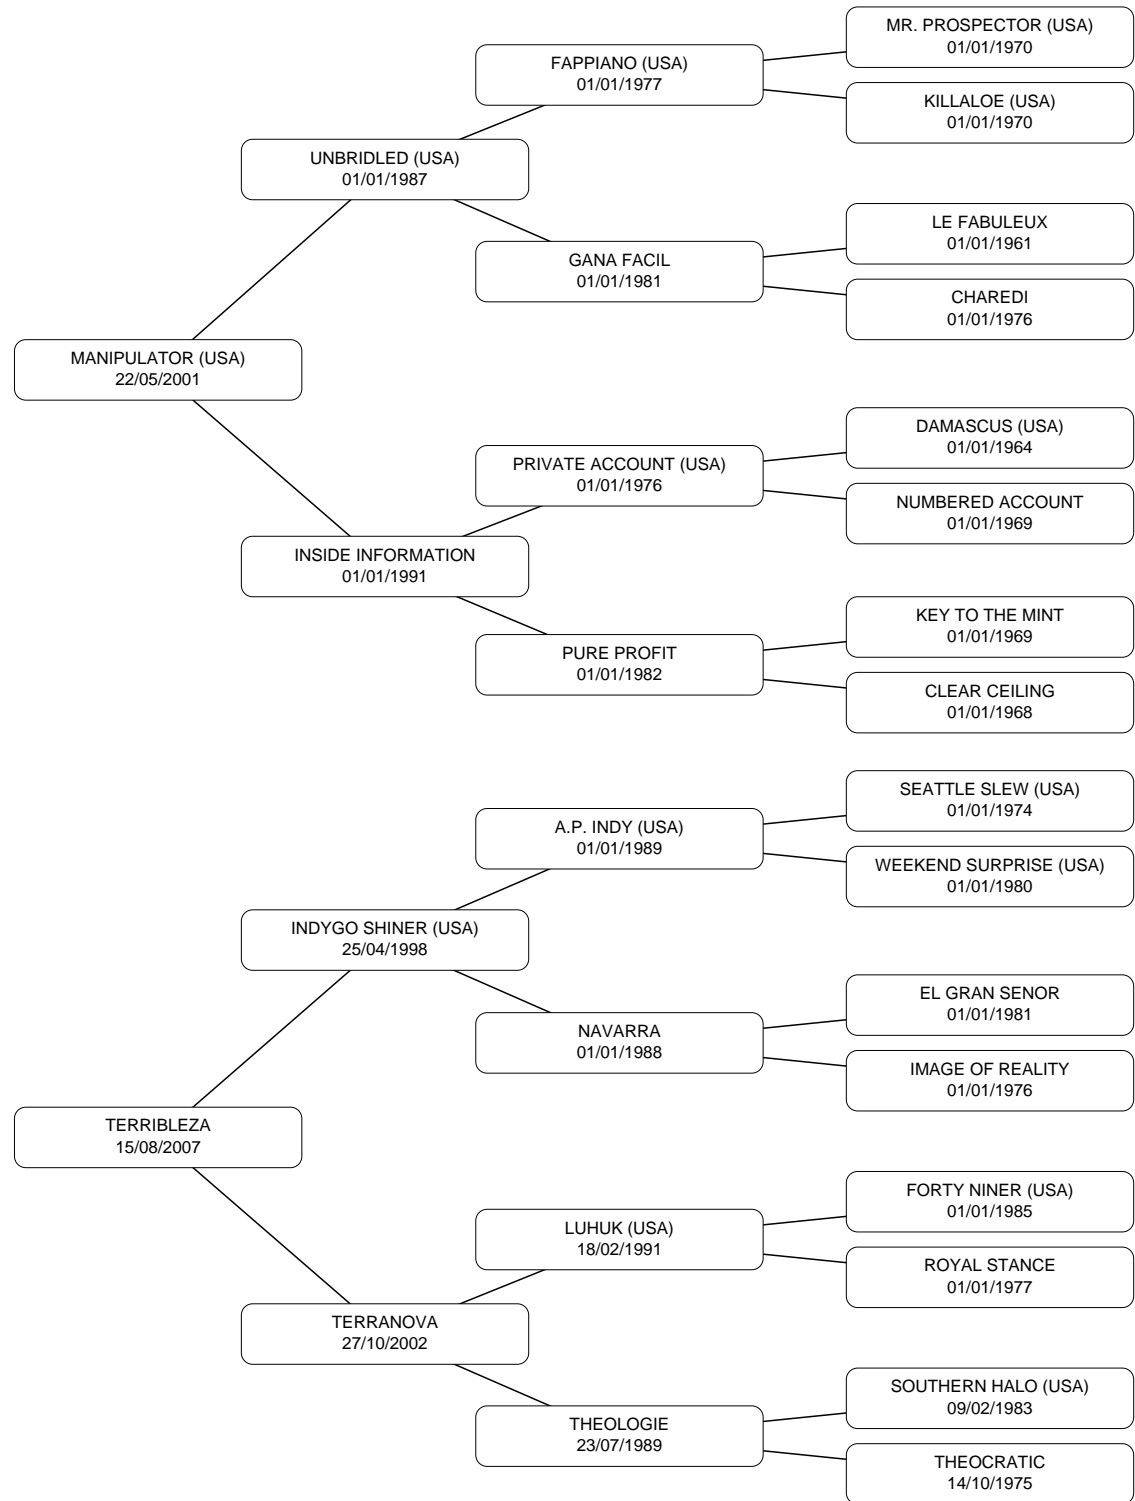 MR. PROSPECTOR (USA)
01/01/1970
FAPPIANO (USA)
01/01/1977
KILLALOE (USA)
01/01/1970
UNBRIDLED (USA)
01/01/1987
LE FABULEUX
01/01/1961
GANA FACIL
01/01/1981
CHAREDI
01/01/1976
MANIPULATOR (USA)
22/05/2001
DAMASCUS (USA)
01/01/1964
PRIVATE ACCOUNT (USA)
01/01/1976
NUMBERED ACCOUNT
01/01/1969
INSIDE INFORMATION
01/01/1991
KEY TO THE MINT
01/01/1969
PURE PROFIT
01/01/1982
CLEAR CEILING
01/01/1968
SEATTLE SLEW (USA)
01/01/1974
A.P. INDY (USA)
01/01/1989
WEEKEND SURPRISE (USA)
01/01/1980
INDYGO SHINER (USA)
25/04/1998
EL GRAN SENOR
01/01/1981
NAVARRA
01/01/1988
IMAGE OF REALITY
01/01/1976
TERRIBLEZA
15/08/2007
FORTY NINER (USA)
01/01/1985
LUHUK (USA)
18/02/1991
ROYAL STANCE
01/01/1977
TERRANOVA
27/10/2002
SOUTHERN HALO (USA)
09/02/1983
THEOLOGIE
23/07/1989
THEOCRATIC
14/10/1975